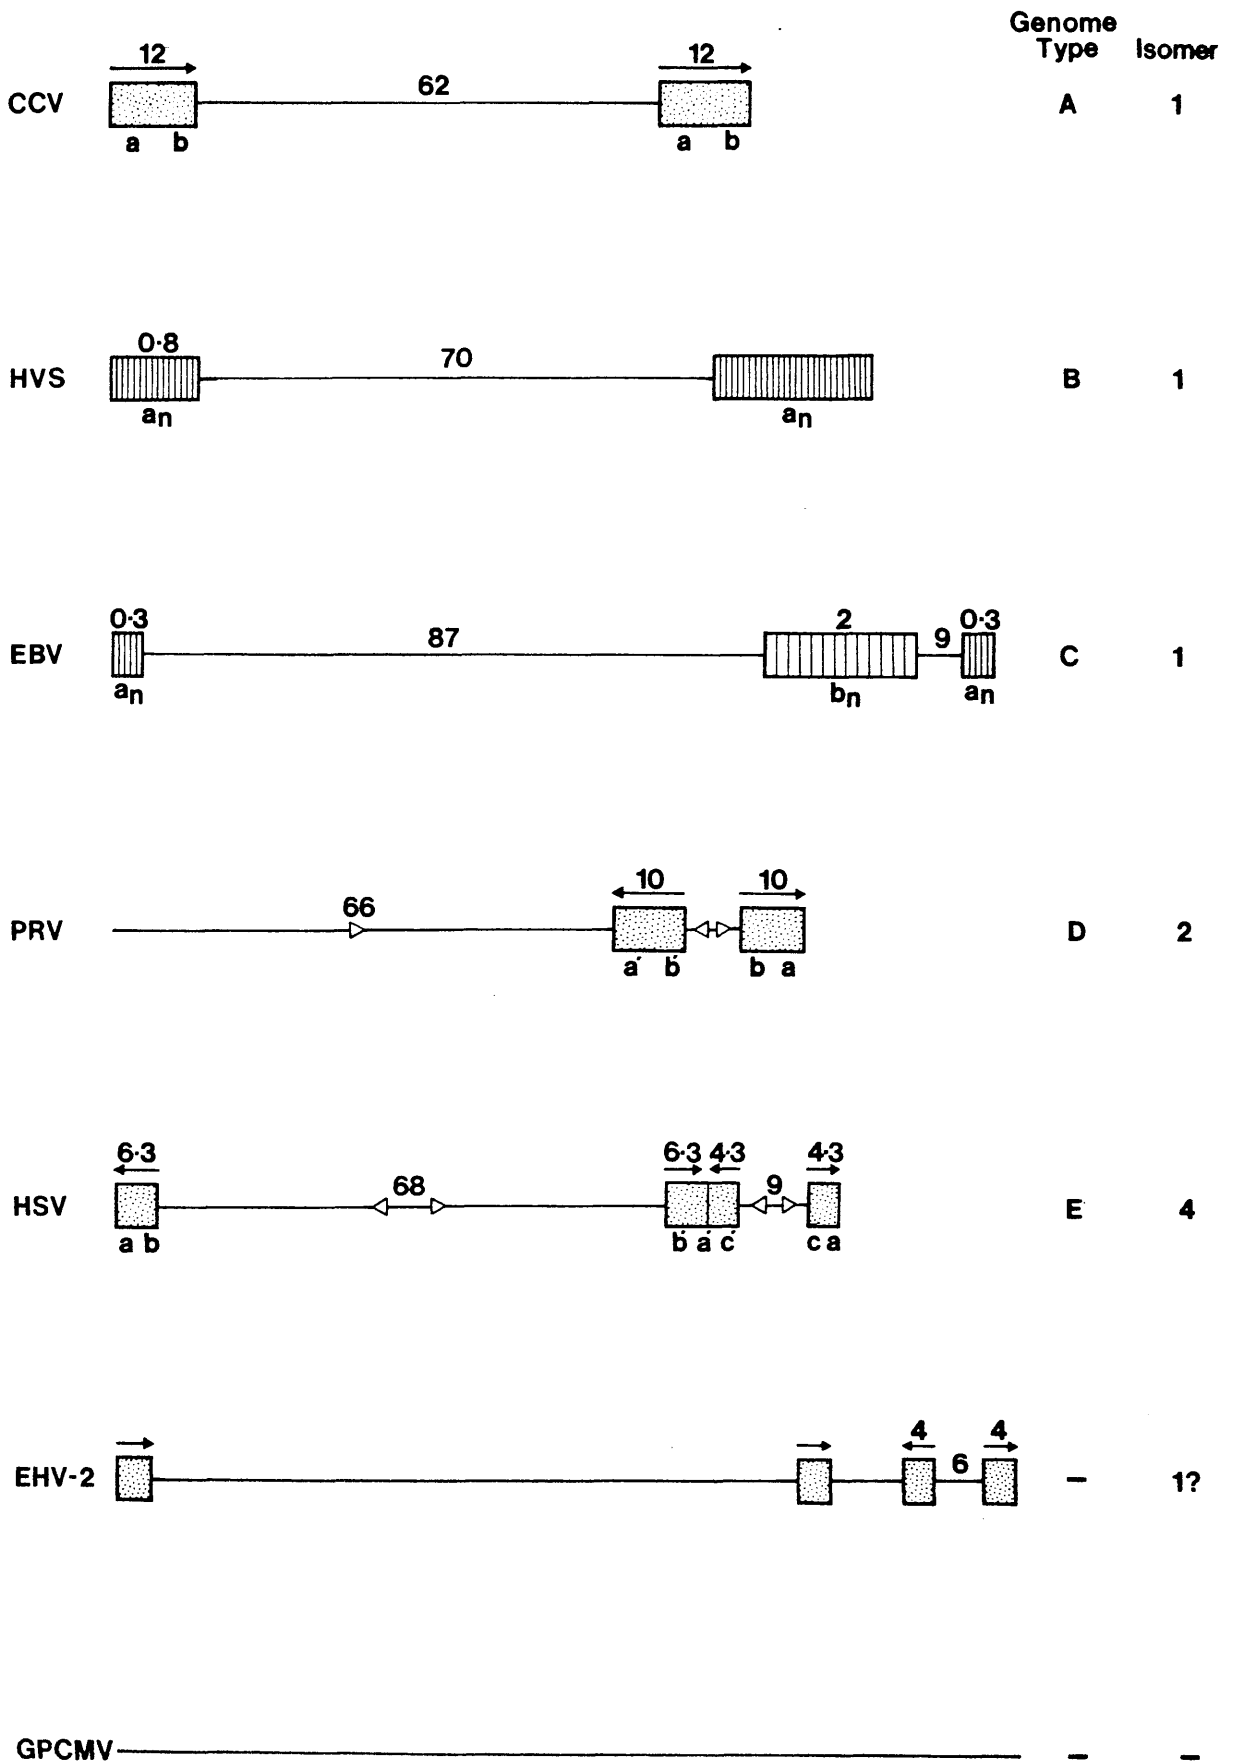 Genome
Type Isomer
12 12
CCV 62 A 1
a b a b
0·8
HVS 70 B 1
an an
0·3 2 0·3
EBV 87 9 C 1
an bn an
10 10
PRV 66 D 2
a′ b′ b a
6·3 6·3 4·3 4·3
HSV 68 9 E 4
a b b′ a′ c′ c a
4 4
EHV-2 6 – 1?
GPCMV – –